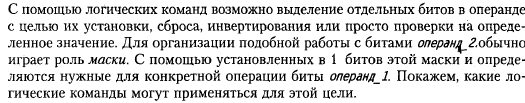 С помощью логических команд возможно выделение отдельных битов в операнде
с целью их установки, сброса, инвертирования или просто проверки на опреде-
ленное значение. Для организации подобной работы с битами операнд_2 обычно
играет роль маски. С помощью установленных в 1 битов этой маски и опреде-
ляются нужные для конкретной операции биты операнд_1. Покажем, какие ло-
гические команды могут применяться для этой цели.